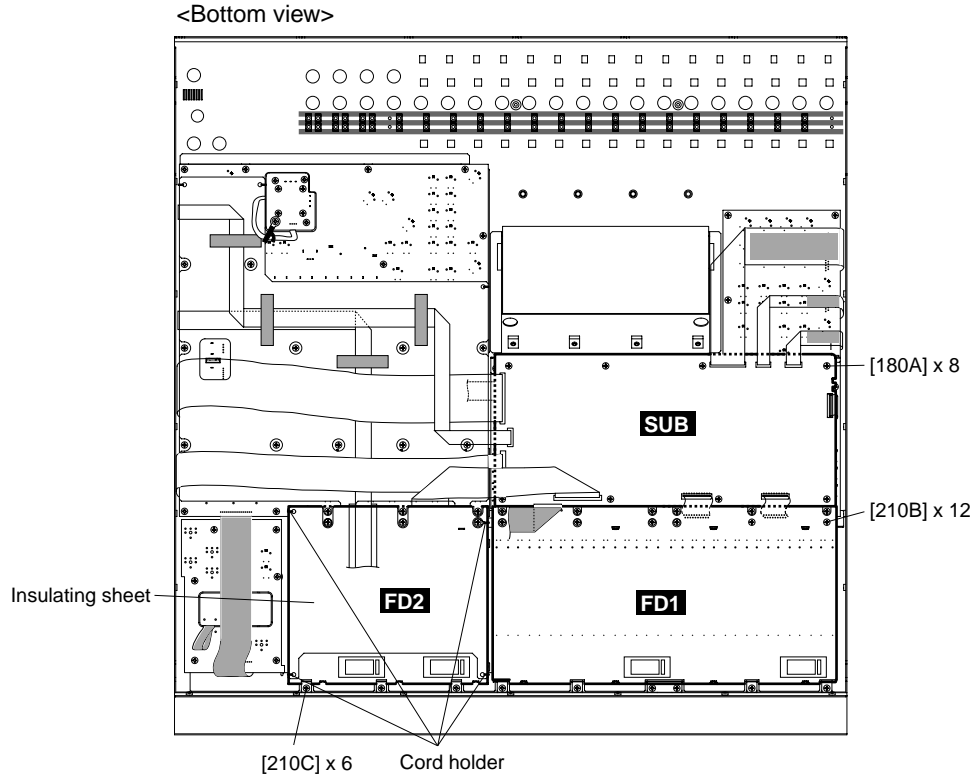 <Bottom view>
[180A] x 8
SUB
[210B] x 12
Insulating sheet
FD2
FD1
[210C] x 6
Cord holder